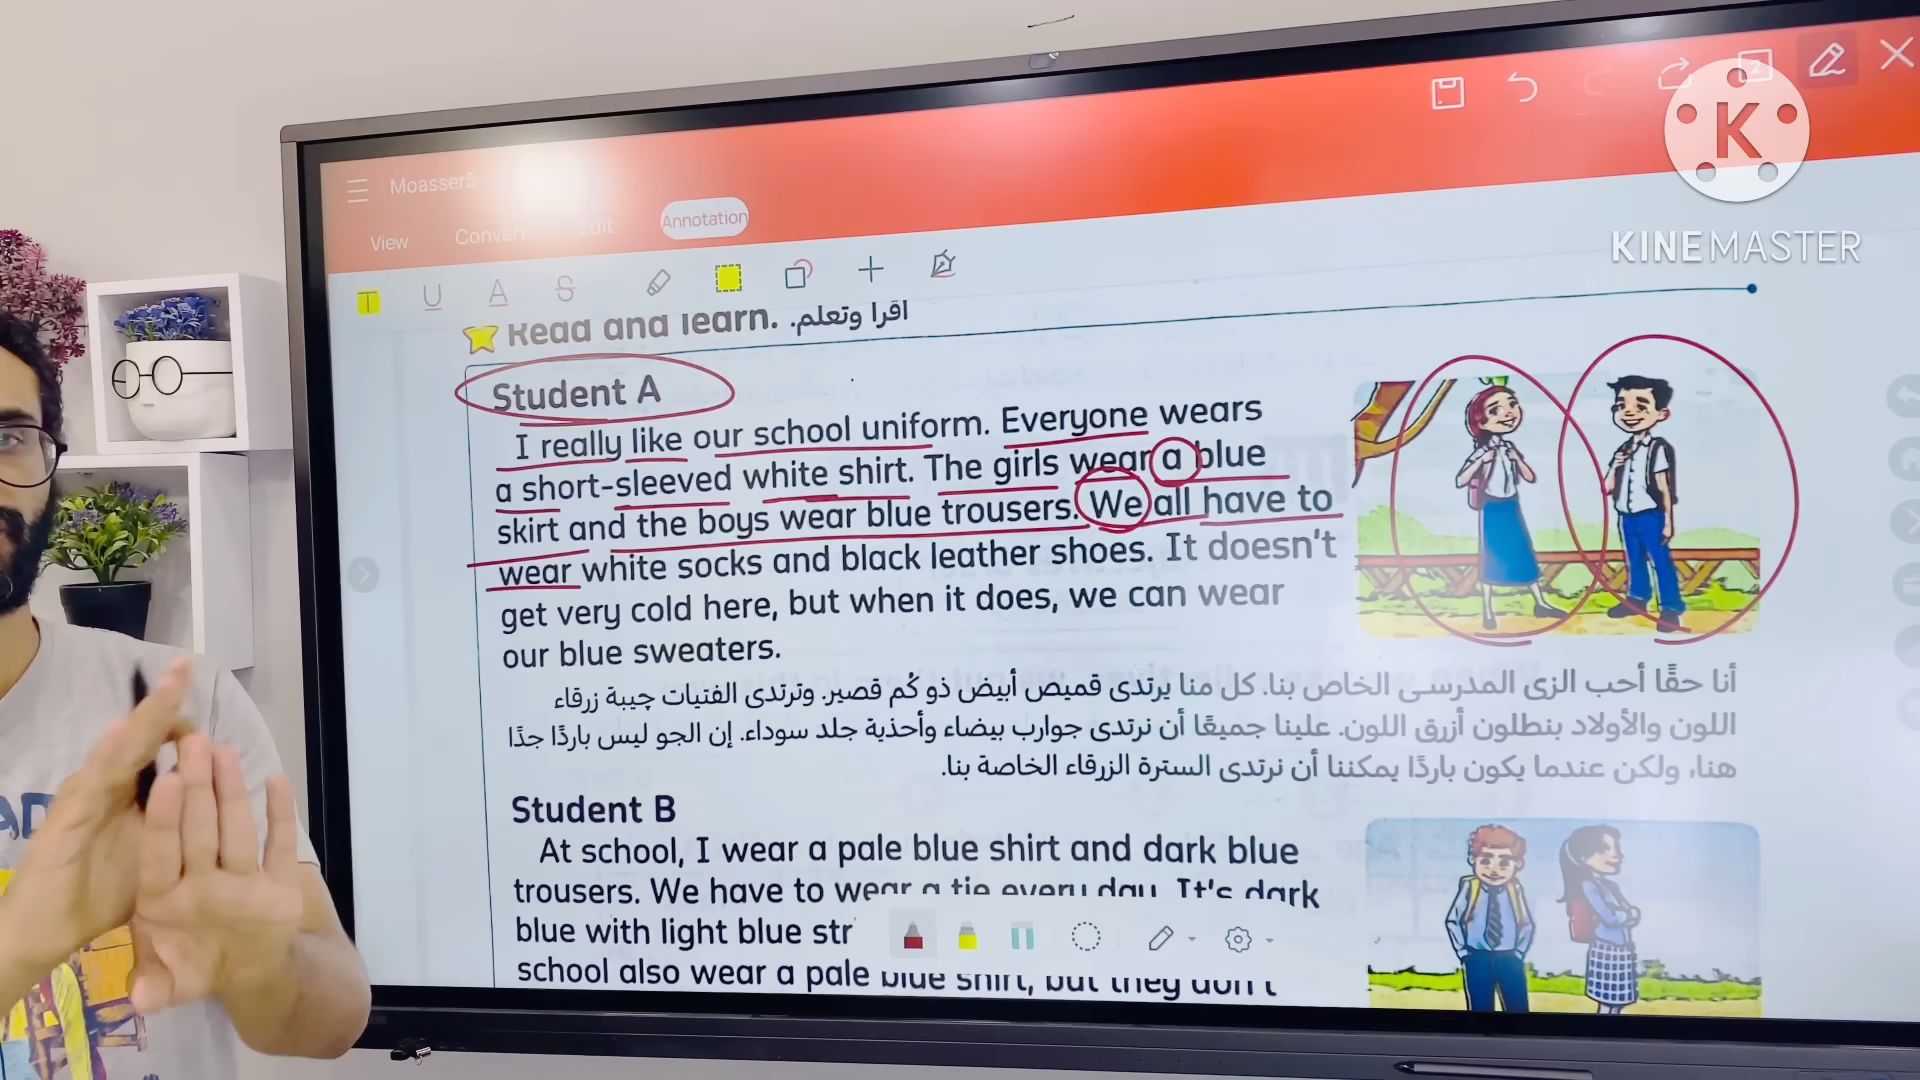 Moasser5
View Convert Edit Annotation
KINEMASTER
Read and learn. اقرا وتعلم.
Student A
I really like our school uniform. Everyone wears
a short-sleeved white shirt. The girls wear a blue
skirt and the boys wear blue trousers. We all have to
wear white socks and black leather shoes. It doesn't
get very cold here, but when it does, we can wear
our blue sweaters.
أنا حقًّا أحب الزى المدرسى الخاص بنا. كل منا يرتدى قميص أبيض ذو كُم قصير. وترتدى الفتيات چيبة زرقاء
اللون والأولاد بنطلون أزرق اللون. علينا جميعًا أن نرتدى جوارب بيضاء وأحذية جلد سوداء. إن الجو ليس باردًا جدًا
هنا، ولكن عندما يكون باردًا يمكننا أن نرتدى السترة الزرقاء الخاصة بنا.
Student B
At school, I wear a pale blue shirt and dark blue
trousers. We have to wear a tie every day. It's dark
blue with light blue str
school also wear a pale blue shirt, but they don't